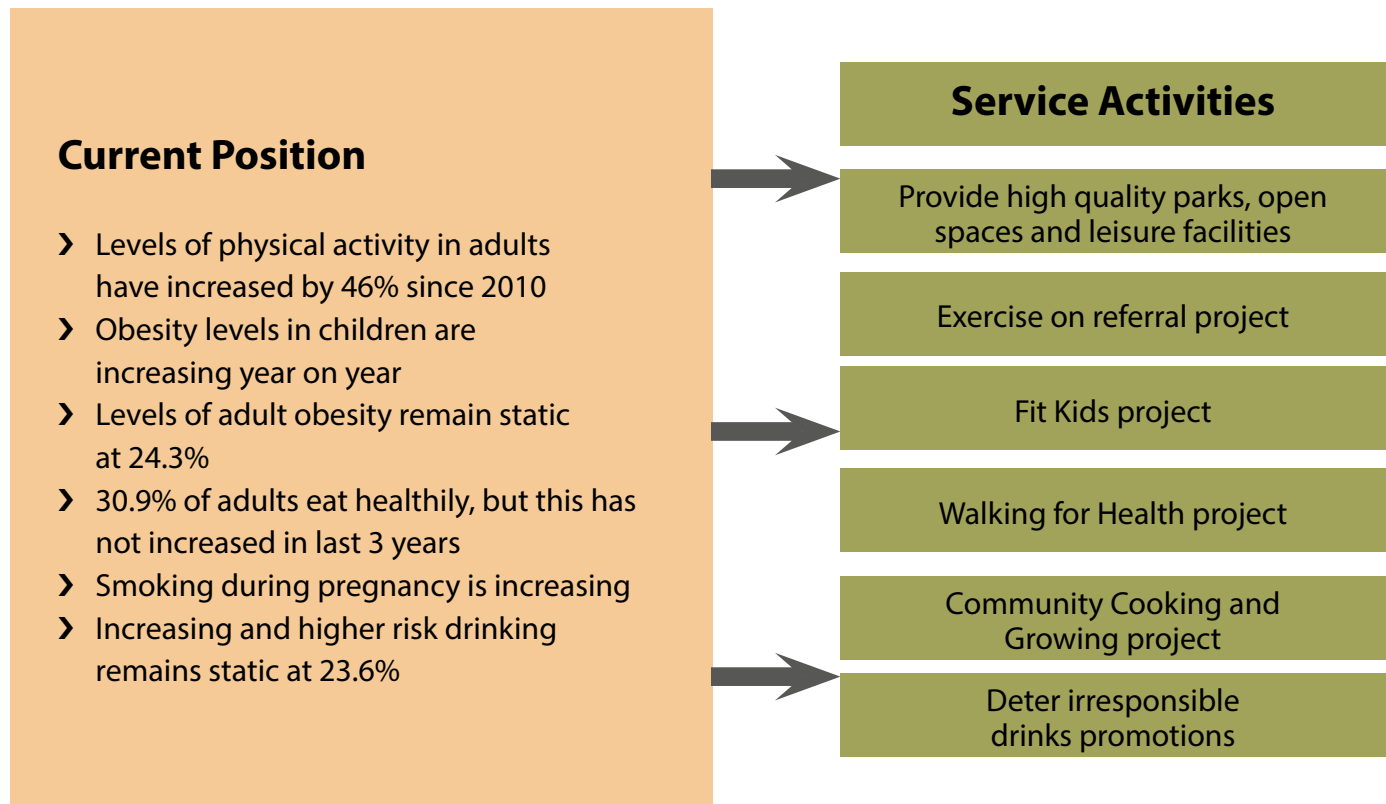 Current Position
❯ Levels of physical activity in adults
have increased by 46% since 2010
❯ Obesity levels in children are
increasing year on year
❯ Levels of adult obesity remain static
at 24.3%
❯ 30.9% of adults eat healthily, but this has
not increased in last 3 years
❯ Smoking during pregnancy is increasing
❯ Increasing and higher risk drinking
remains static at 23.6%
Service Activities
Provide high quality parks, open
spaces and leisure facilities
Exercise on referral project
Fit Kids project
Walking for Health project
Community Cooking and
Growing project
Deter irresponsible
drinks promotions